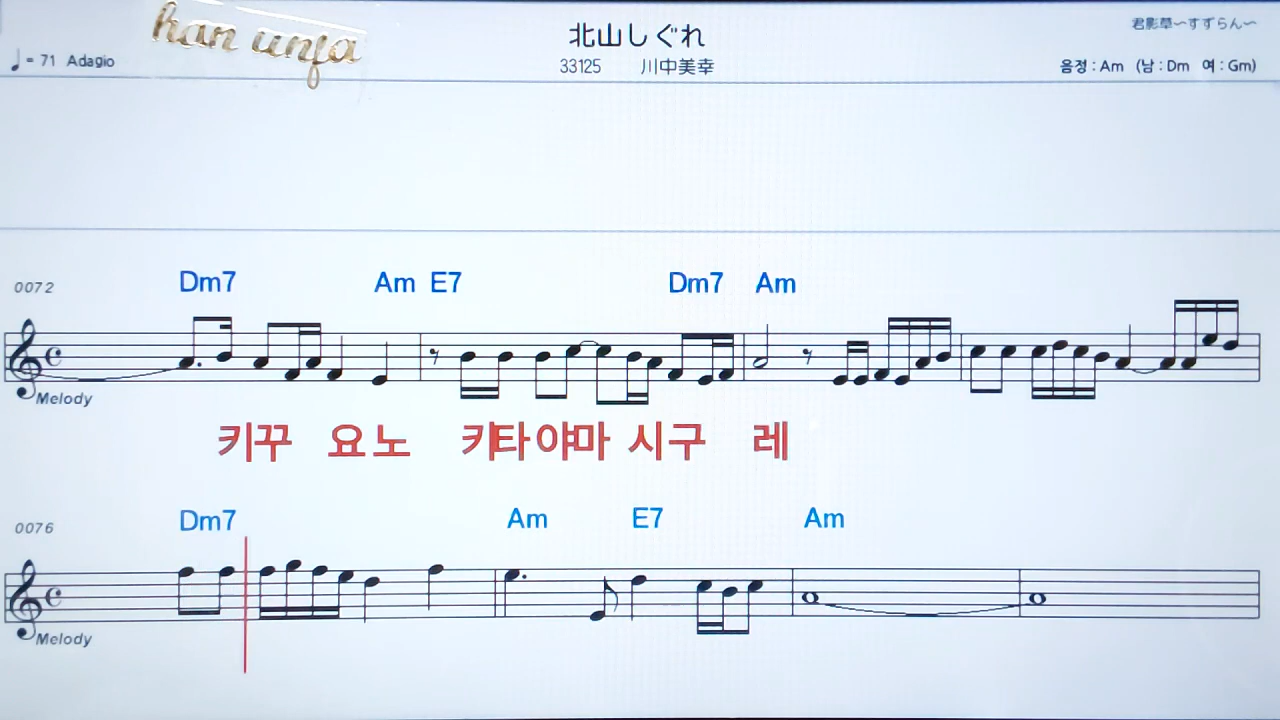 han unfa
北山しぐれ
君影草～すずらん～
♩= 71 Adagio
33125 川中美幸
음정 : Am (남 : Dm 여 : Gm)
0072 Dm7 Am E7 Dm7 Am
Melody
키꾸 요노 키타야마 시구 레
0076 Dm7 Am E7 Am
Melody